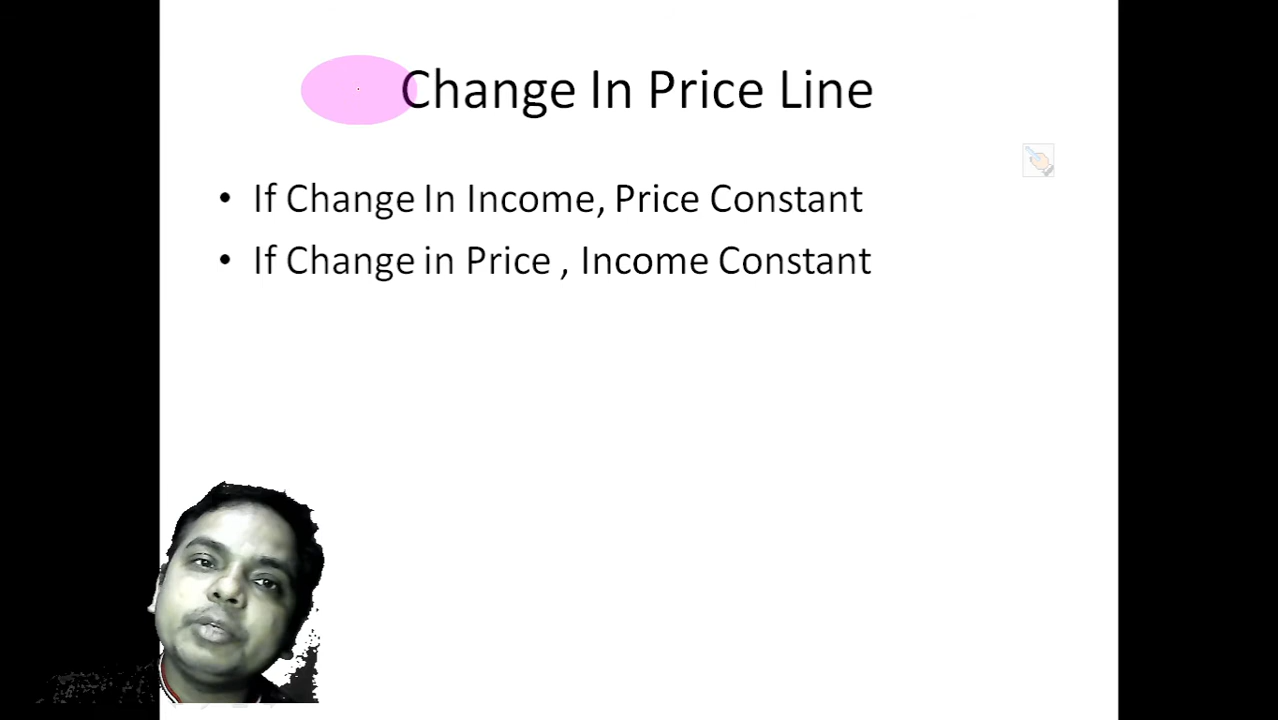 Change In Price Line
• If Change In Income, Price Constant
• If Change in Price , Income Constant